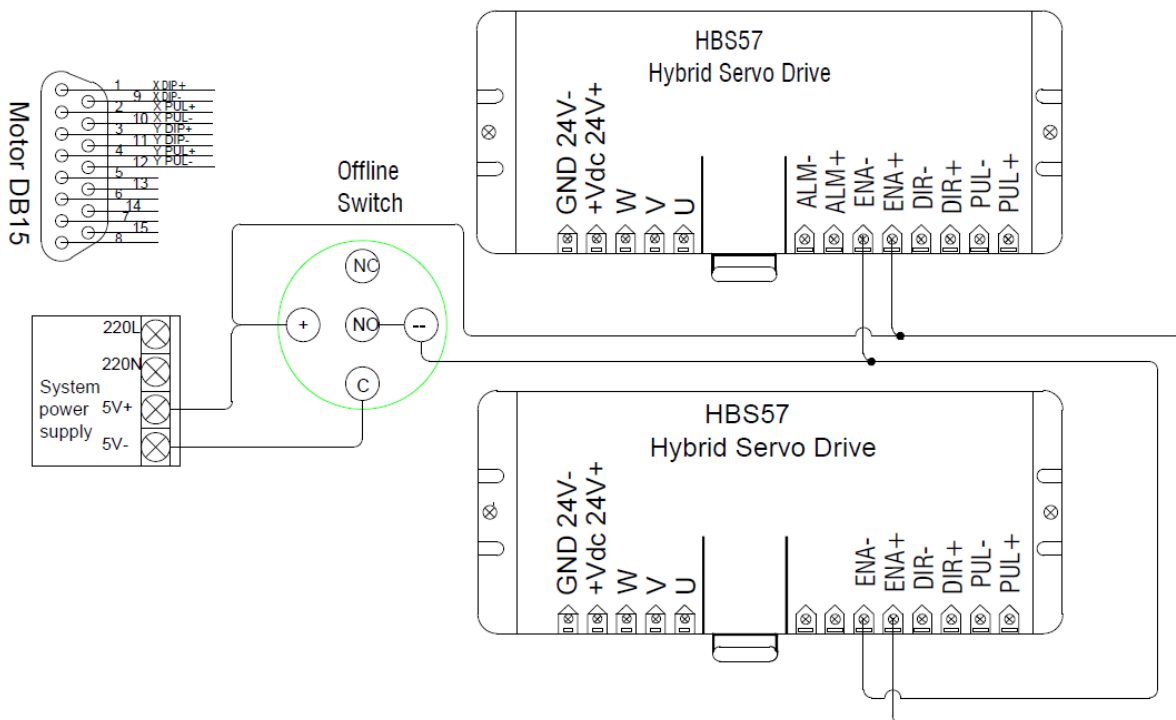 HBS57
Hybrid Servo Drive
GND 24V-
+Vdc 24V+
W
V
U
ALM-
ALM+
ENA-
ENA+
DIR-
DIR+
PUL-
PUL+
Motor DB15
1 X DIP+
9 X DIP-
2 X PUL+
10 X PUL-
3 Y DIP+
11 Y DIP-
4 Y PUL+
12 Y PUL-
5
13
6
14
7
15
8
Offline
Switch
NC
+
NO
--
C
220L
220N
5V+
5V-
System
power
supply
HBS57
Hybrid Servo Drive
GND 24V-
+Vdc 24V+
W
V
U
ENA-
ENA+
DIR-
DIR+
PUL-
PUL+